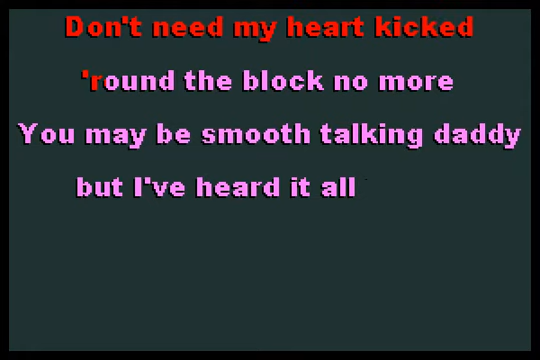 Don't need my heart kicked
'round the block no more
You may be smooth talking daddy
but I've heard it all